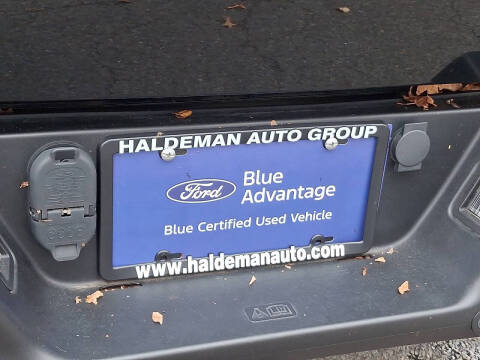 HALDEMAN AUTO GROUP
Ford
Blue
Advantage
Blue Certified Used Vehicle
www.haldemanauto.com